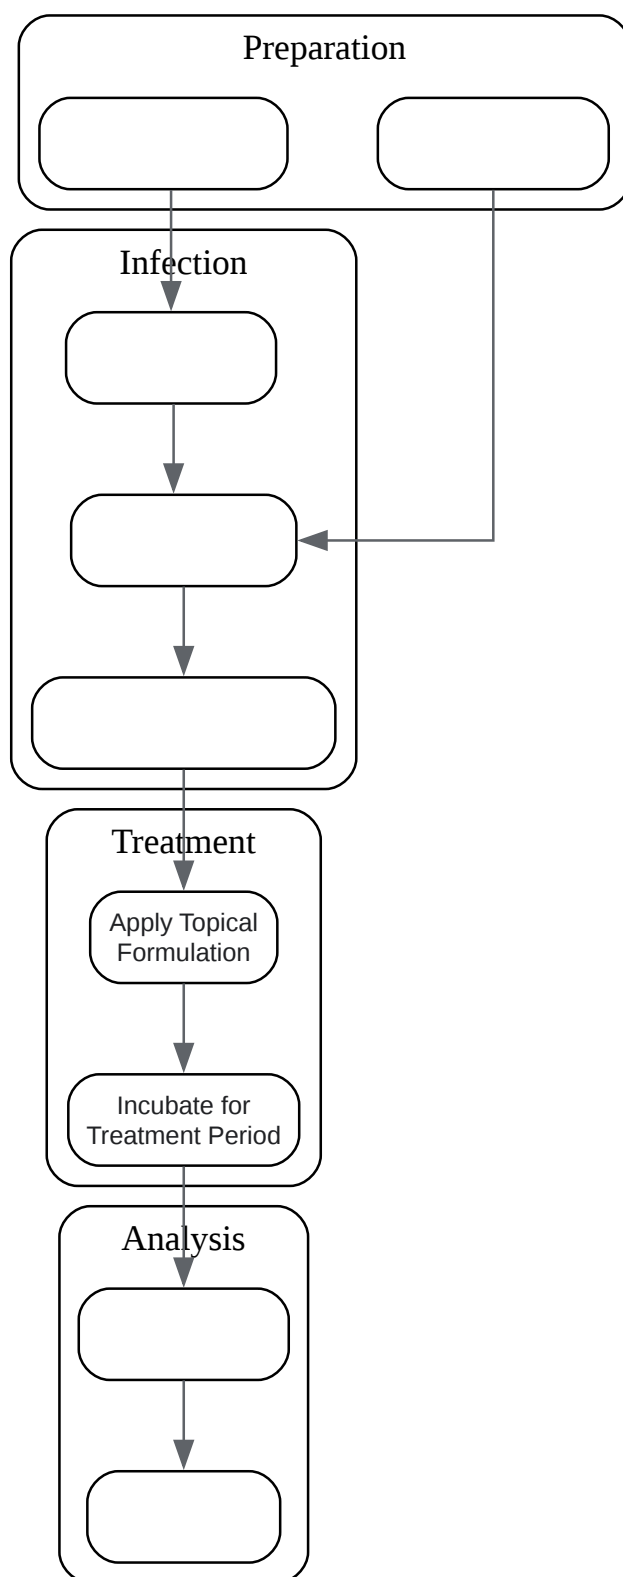 Preparation
Infection
Treatment
Apply Topical
Formulation
Incubate for
Treatment Period
Analysis